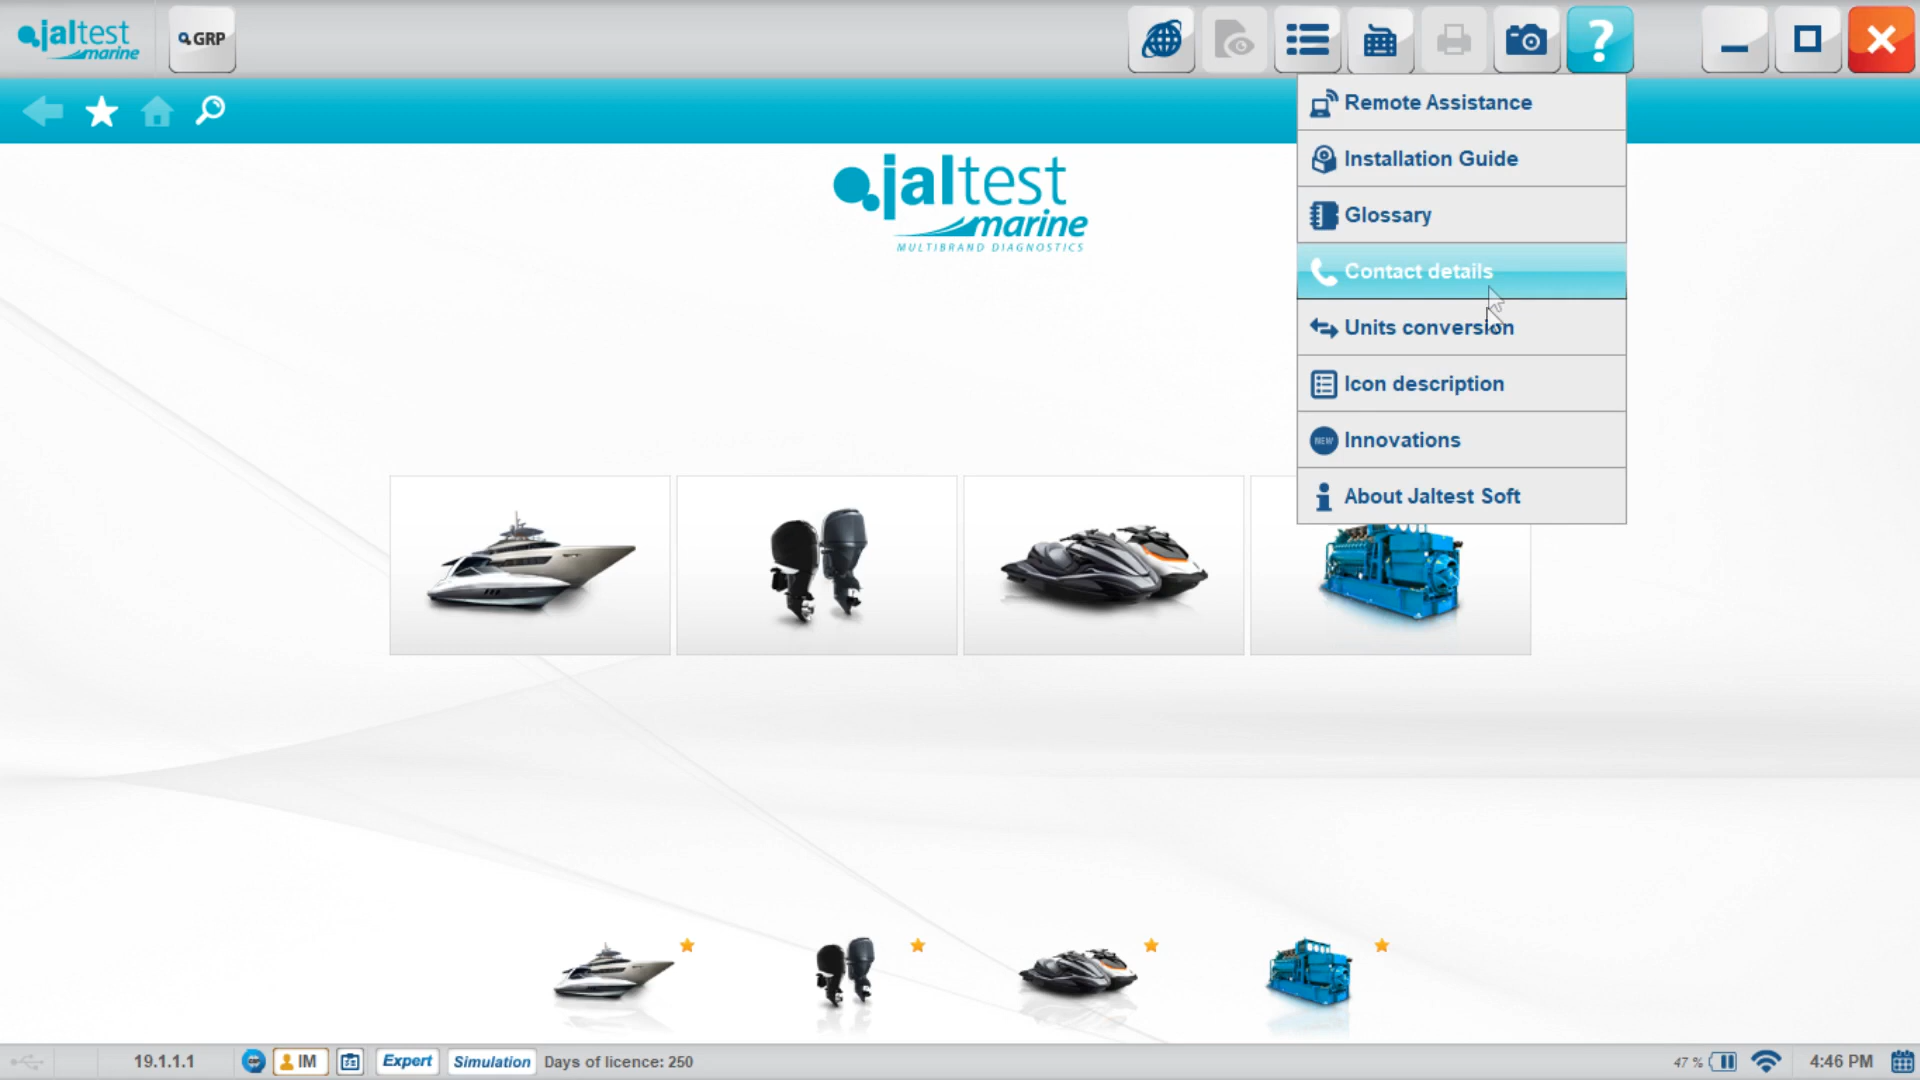 jaltest
marine
GRP
?
Remote Assistance
Installation Guide
Glossary
Contact details
Units conversion
Icon description
NEW Innovations
About Jaltest Soft
jaltest
marine
MULTIBRAND DIAGNOSTICS
19.1.1.1
IM
Expert
Simulation
Days of licence: 250
47 %
4:46 PM